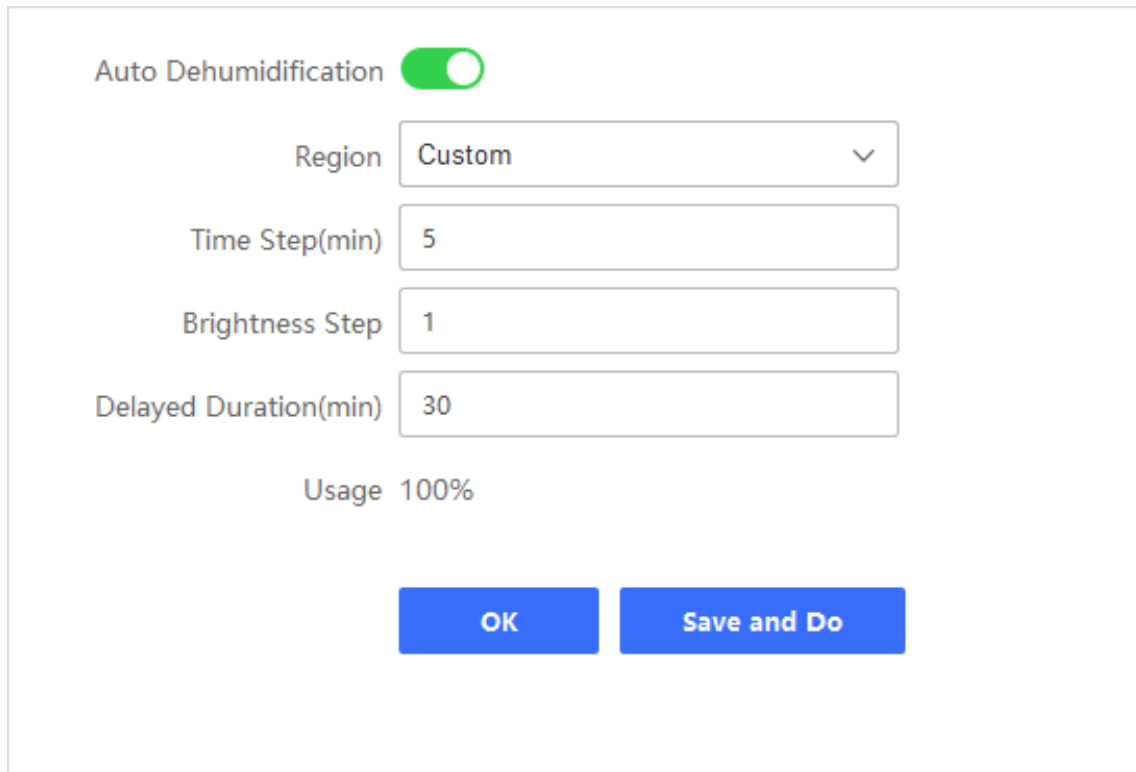 Auto Dehumidification
Region Custom
Time Step(min) 5
Brightness Step 1
Delayed Duration(min) 30
Usage 100%
OK Save and Do